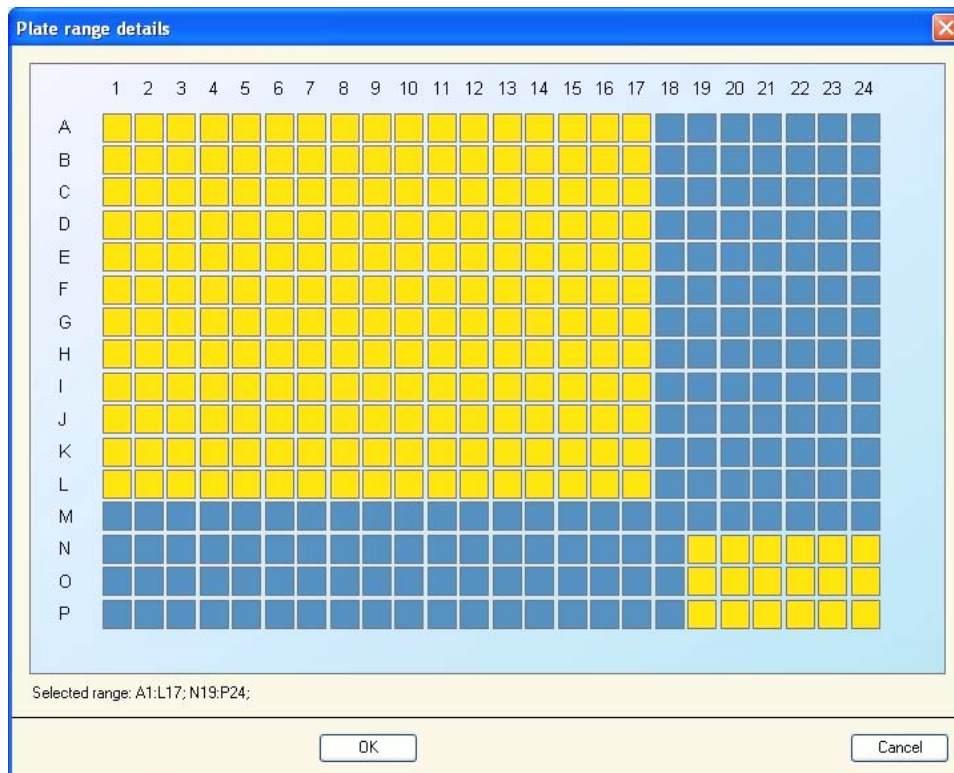 Plate range details
1 2 3 4 5 6 7 8 9 10 11 12 13 14 15 16 17 18 19 20 21 22 23 24
A
B
C
D
E
F
G
H
I
J
K
L
M
N
O
P
Selected range: A1:L17; N19:P24;
OK Cancel